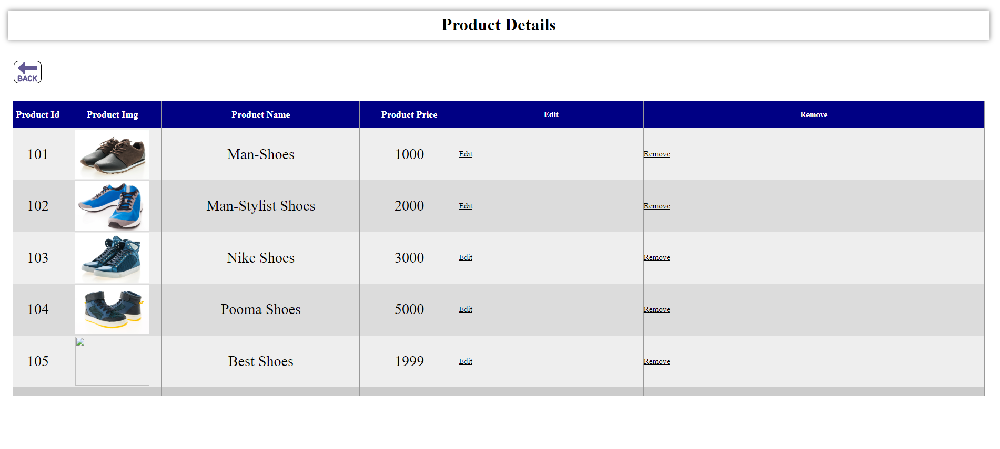 Product Details
BACK
Product Id Product Img Product Name Product Price Edit Remove
101 Man-Shoes 1000 Edit Remove
102 Man-Stylist Shoes 2000 Edit Remove
103 Nike Shoes 3000 Edit Remove
104 Pooma Shoes 5000 Edit Remove
105 Best Shoes 1999 Edit Remove